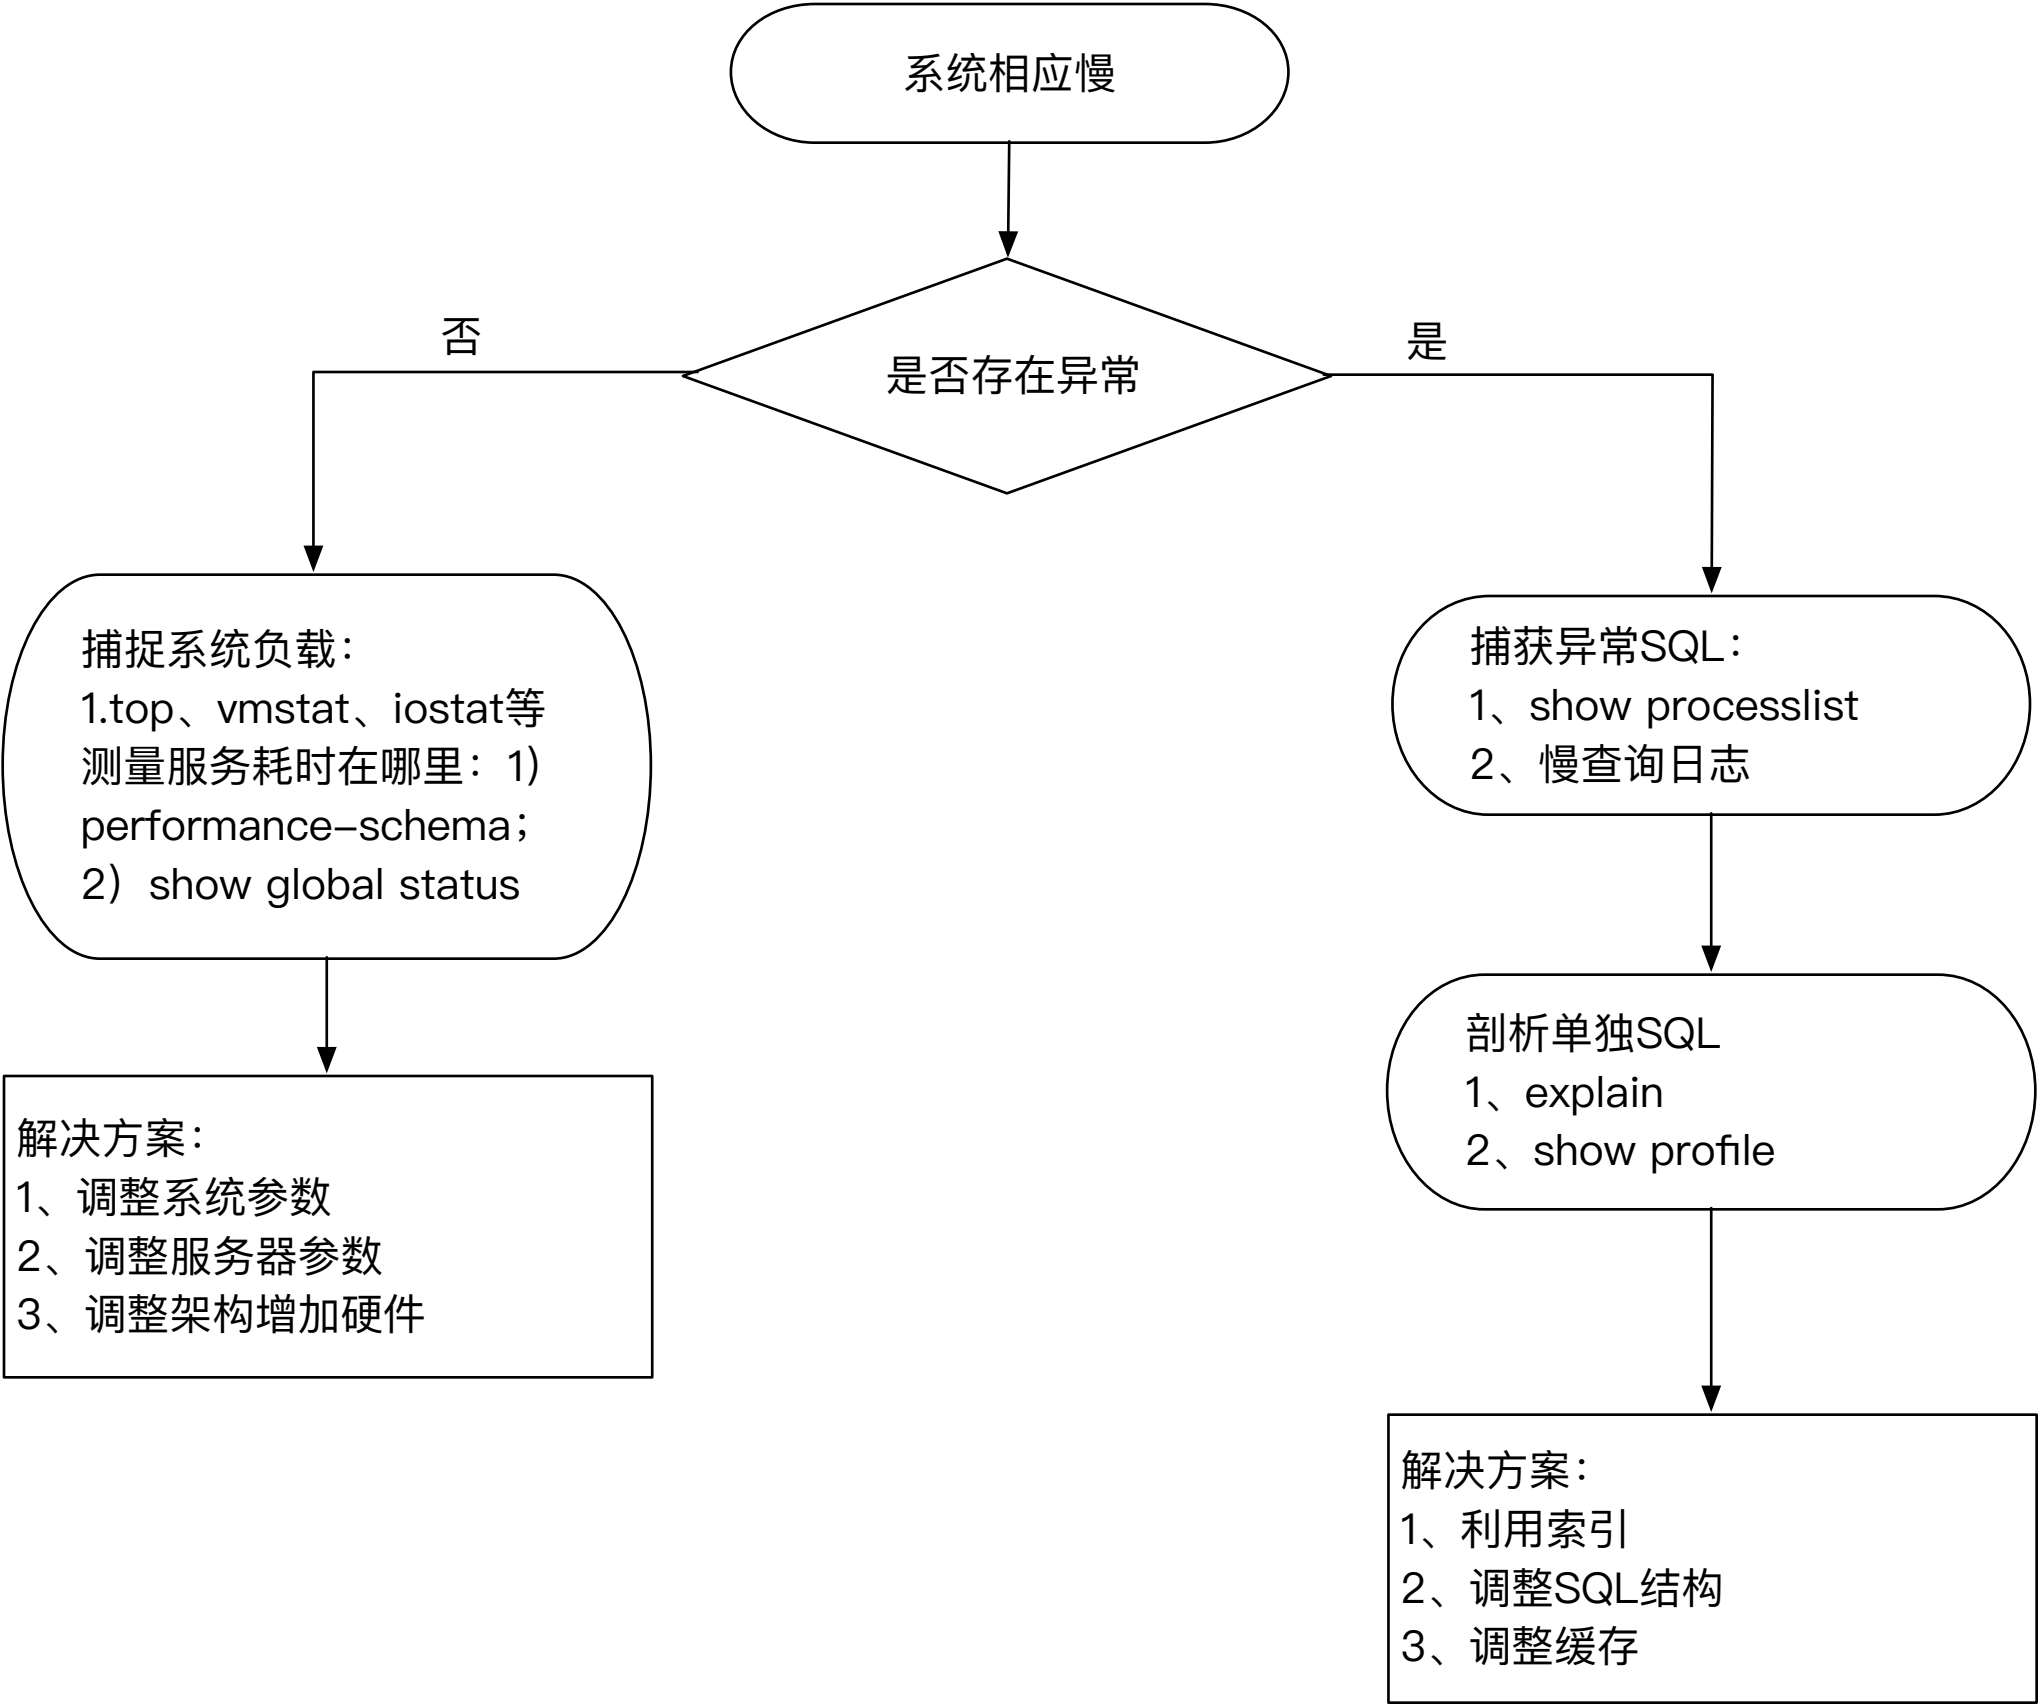 系统相应慢
是否存在异常
否
是
捕捉系统负载：
1.top、vmstat、iostat等
测量服务耗时在哪里：1)
performance-schema；
2）show global status
解决方案：
1、调整系统参数
2、调整服务器参数
3、调整架构增加硬件
捕获异常SQL：
1、show processlist
2、慢查询日志
剖析单独SQL
1、explain
2、show profile
解决方案：
1、利用索引
2、调整SQL结构
3、调整缓存